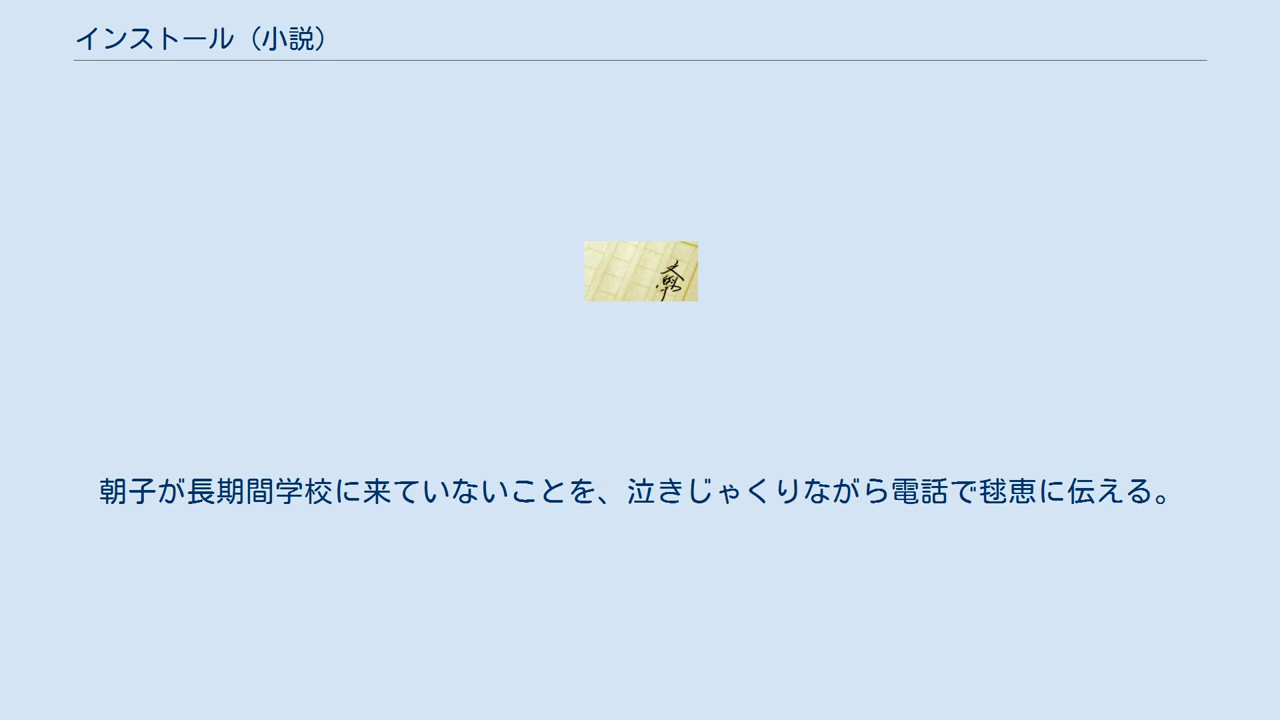 インストール（小説）
朝子が長期間学校に来ていないことを、泣きじゃくりながら電話で毬恵に伝える。